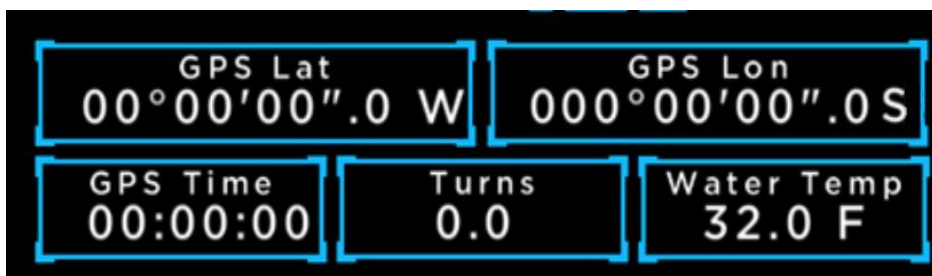 GPS Lat
00°00'00".0 W
GPS Lon
000°00'00".0 S
GPS Time
00:00:00
Turns
0.0
Water Temp
32.0 F